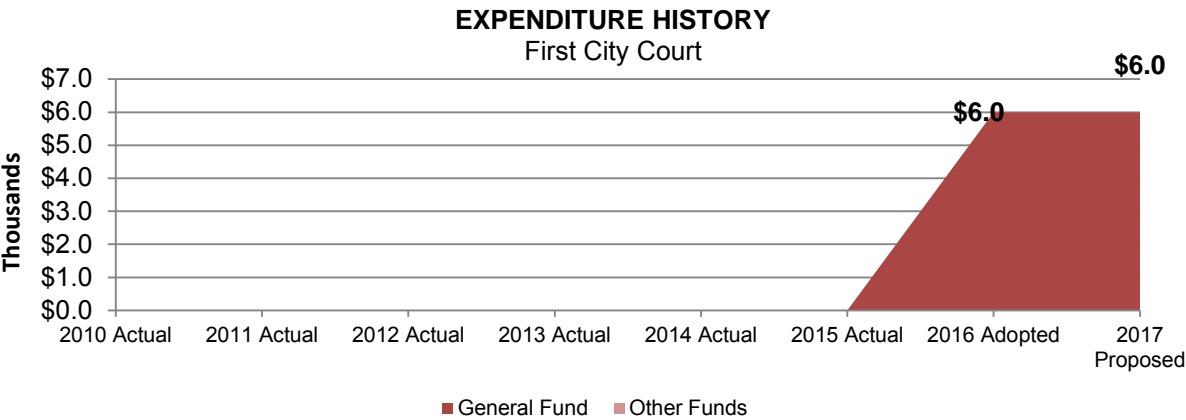 EXPENDITURE HISTORY
First City Court
$6.0
$7.0
$6.0
$6.0
$5.0
$4.0
$3.0
$2.0
$1.0
$0.0
Thousands
2010 Actual 2011 Actual 2012 Actual 2013 Actual 2014 Actual 2015 Actual 2016 Adopted 2017
Proposed
General Fund Other Funds